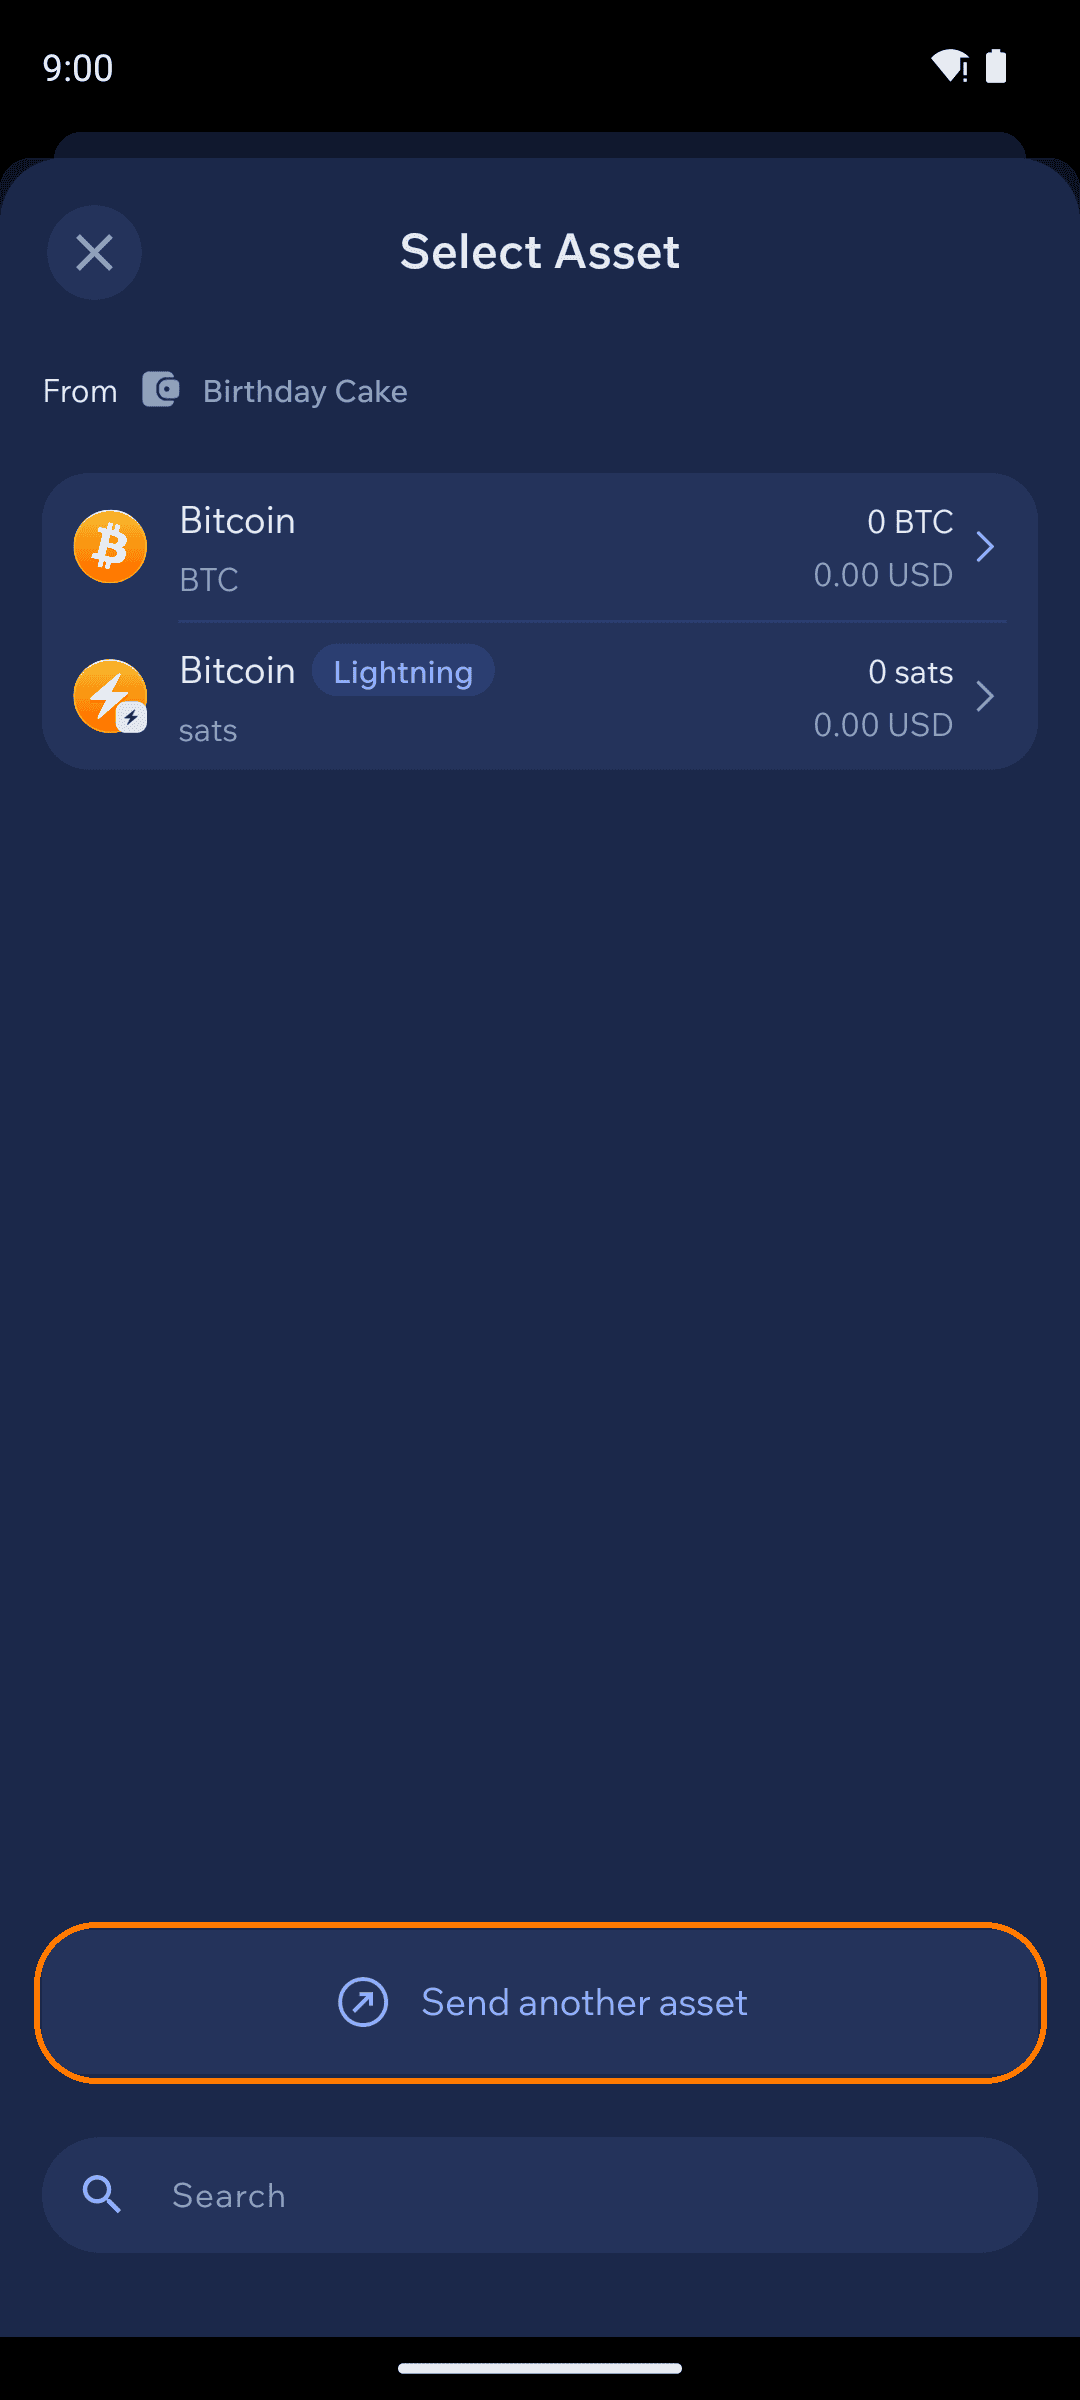 9:00
Select Asset
From Birthday Cake
Bitcoin
0 BTC
BTC
0.00 USD
Bitcoin Lightning
0 sats
sats
0.00 USD
Send another asset
Search